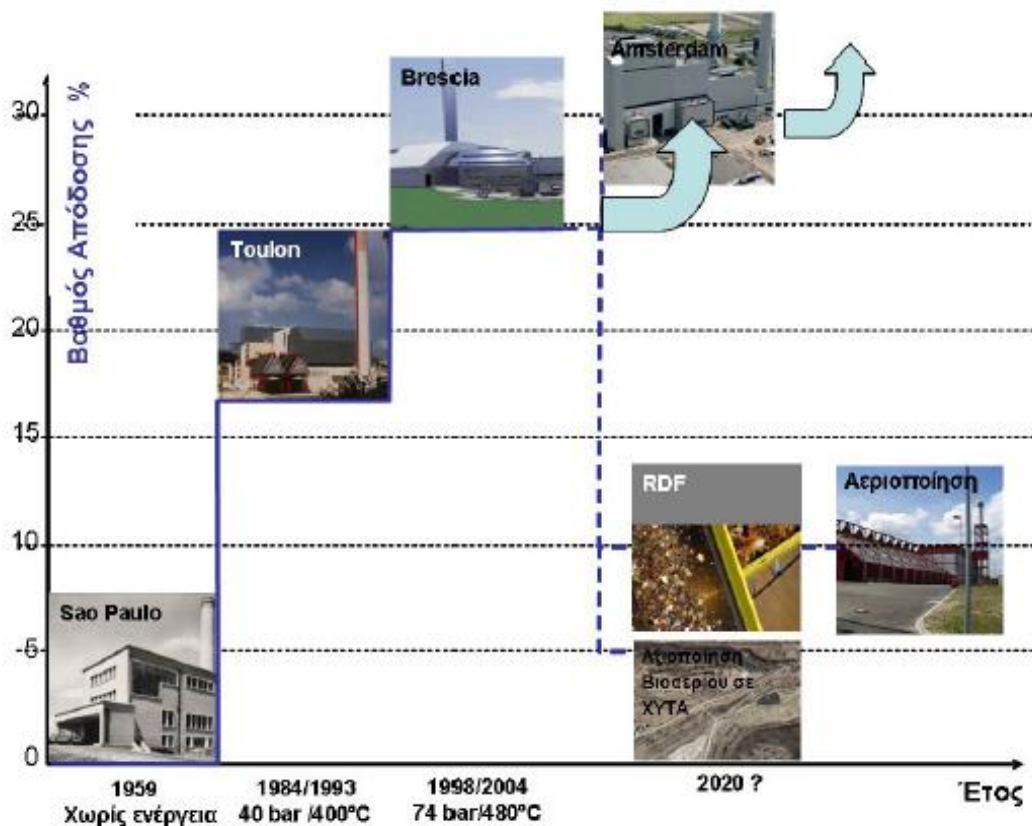 Βαθμός Απόδοσης %
30
25
20
15
10
-5
0
Sao Paulo
Toulon
Brescia
Amsterdam
RDF
Αεριοποίηση
Αξιοποίηση
Βιοαερίου σε
ΧΥΤΑ
1959
Χωρίς ενέργεια
1984/1993
40 bar /400°C
1998/2004
74 bar/480°C
2020 ?
Έτος